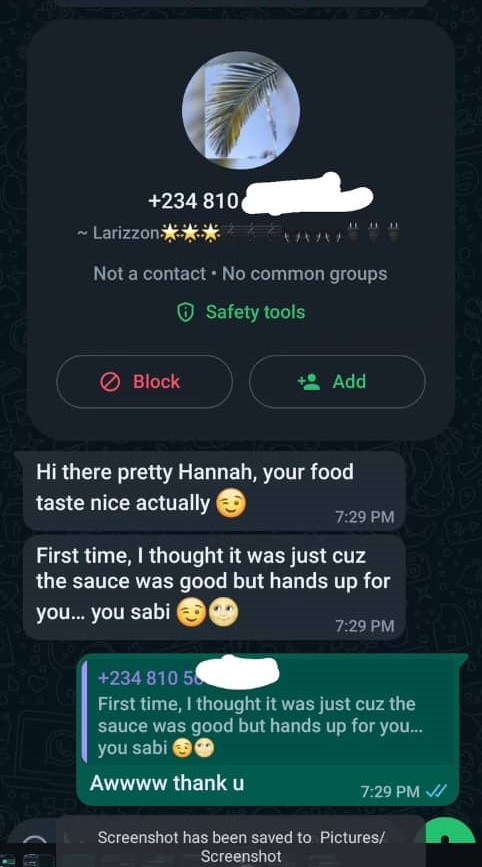 +234 810
~ Larizzon🌟🌟🌟
Not a contact • No common groups
Safety tools
Block
Add
Hi there pretty Hannah, your food
taste nice actually 😉
7:29 PM
First time, I thought it was just cuz
the sauce was good but hands up for
you... you sabi 😉🌝
7:29 PM
+234 810 50
First time, I thought it was just cuz the
sauce was good but hands up for you...
you sabi 😉🌝
Awwww thank u
7:29 PM
Screenshot has been saved to Pictures/
Screenshot